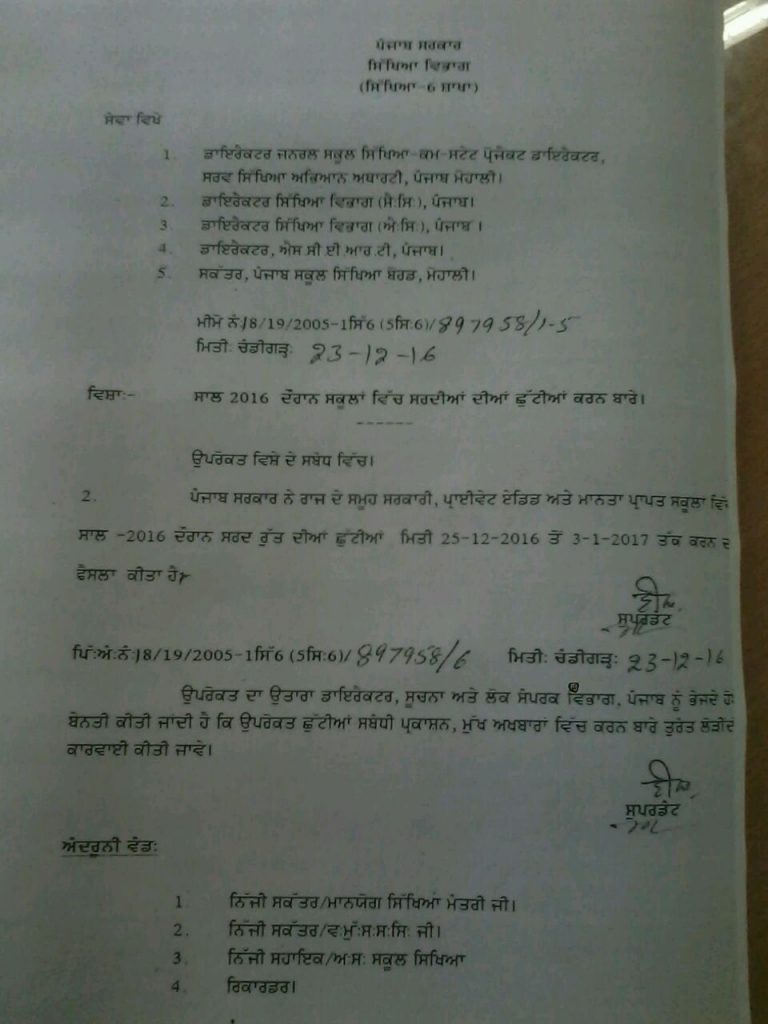 ਪੰਜਾਬ ਸਰਕਾਰ
ਸਿੱਖਿਆ ਵਿਭਾਗ
(ਸਿੱਖਿਆ-6 ਸ਼ਾਖਾ)
ਸੇਵਾ ਵਿਖੇ
1. ਡਾਇਰੈਕਟਰ ਜਨਰਲ ਸਕੂਲ ਸਿੱਖਿਆ-ਕਮ-ਸਟੇਟ ਪ੍ਰੋਜੈਕਟ ਡਾਇਰੈਕਟਰ,
ਸਰਵ ਸਿੱਖਿਆ ਅਭਿਆਨ ਅਥਾਰਟੀ, ਪੰਜਾਬ ਮੋਹਾਲੀ।
2. ਡਾਇਰੈਕਟਰ ਸਿੱਖਿਆ ਵਿਭਾਗ (ਸੈ:ਸਿ:), ਪੰਜਾਬ।
3 ਡਾਇਰੈਕਟਰ ਸਿੱਖਿਆ ਵਿਭਾਗ (ਐ:ਸਿ:), ਪੰਜਾਬ ।
4. ਡਾਇਰੈਕਟਰ, ਐਸ ਸੀ ਈ ਆਰ ਟੀ, ਪੰਜਾਬ।
5. ਸਕੱਤਰ, ਪੰਜਾਬ ਸਕੂਲ ਸਿੱਖਿਆ ਬੋਰਡ, ਮੋਹਾਲੀ।
ਮੀਮੋ ਨੰ:18/19/2005-1ਸਿੱ6 (5ਸਿ:6)/897958/1-5
ਮਿਤੀ: ਚੰਡੀਗੜ੍ਹ: 23-12-16
ਵਿਸ਼ਾ:- ਸਾਲ 2016 ਦੌਰਾਨ ਸਕੂਲਾਂ ਵਿੱਚ ਸਰਦੀਆਂ ਦੀਆਂ ਛੁੱਟੀਆਂ ਕਰਨ ਬਾਰੇ।
------
ਉਪਰੋਕਤ ਵਿਸ਼ੇ ਦੇ ਸਬੰਧ ਵਿੱਚ।
2. ਪੰਜਾਬ ਸਰਕਾਰ ਨੇ ਰਾਜ ਦੇ ਸਮੂਹ ਸਰਕਾਰੀ, ਪ੍ਰਾਈਵੇਟ ਏਡਿਡ ਅਤੇ ਮਾਨਤਾ ਪ੍ਰਾਪਤ ਸਕੂਲਾ
ਸਾਲ -2016 ਦੌਰਾਨ ਸਰਦ ਰੁੱਤ ਦੀਆਂ ਛੁੱਟੀਆਂ ਮਿਤੀ 25-12-2016 ਤੋਂ 3-1-2017 ਤੱਕ ਕਰਨ
ਫੈਸਲਾ ਕੀਤਾ ਹੈ।
ਸੁਪਰਡੰਟ
ਪਿੱ:ਅੰ:ਨੰ:18/19/2005-1ਸਿੱ6 (5ਸਿ:6)/ 897958/6 ਮਿਤੀ: ਚੰਡੀਗੜ੍ਹ: 23-12-16
ਉਪਰੋਕਤ ਦਾ ਉਤਾਰਾ ਡਾਇਰੈਕਟਰ, ਸੂਚਨਾ ਅਤੇ ਲੋਕ ਸੰਪਰਕ ਵਿਭਾਗ, ਪੰਜਾਬ ਨੂੰ ਭੇਜਦੇ
ਬੇਨਤੀ ਕੀਤੀ ਜਾਂਦੀ ਹੈ ਕਿ ਉਪਰੋਕਤ ਛੁੱਟੀਆਂ ਸਬੰਧੀ ਪ੍ਰਕਾਸ਼ਨ, ਮੁੱਖ ਅਖਬਾਰਾਂ ਵਿੱਚ ਕਰਨ ਬਾਰੇ ਤੁਰੰਤ ਲੋੜੀਂਦੀ
ਕਾਰਵਾਈ ਕੀਤੀ ਜਾਵੇ।
ਸੁਪਰਡੰਟ
ਅੰਦਰੂਨੀ ਵੰਡ:
1. ਨਿੱਜੀ ਸਕੱਤਰ/ਮਾਨਯੋਗ ਸਿੱਖਿਆ ਮੰਤਰੀ ਜੀ।
2. ਨਿੱਜੀ ਸਕੱਤਰ/ਵ:ਮੁੱ:ਸ:ਸ:ਸਿ: ਜੀ।
3. ਨਿੱਜੀ ਸਹਾਇਕ/ਅ:ਸ: ਸਕੂਲ ਸਿਖਿਆ
4. ਰਿਕਾਰਡਰ।